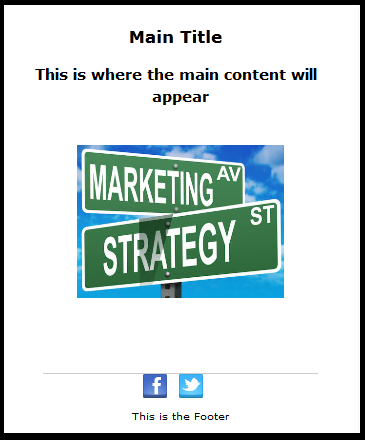 Main Title
This is where the main content will
appear
MARKETING AV
STRATEGY ST
f
This is the Footer